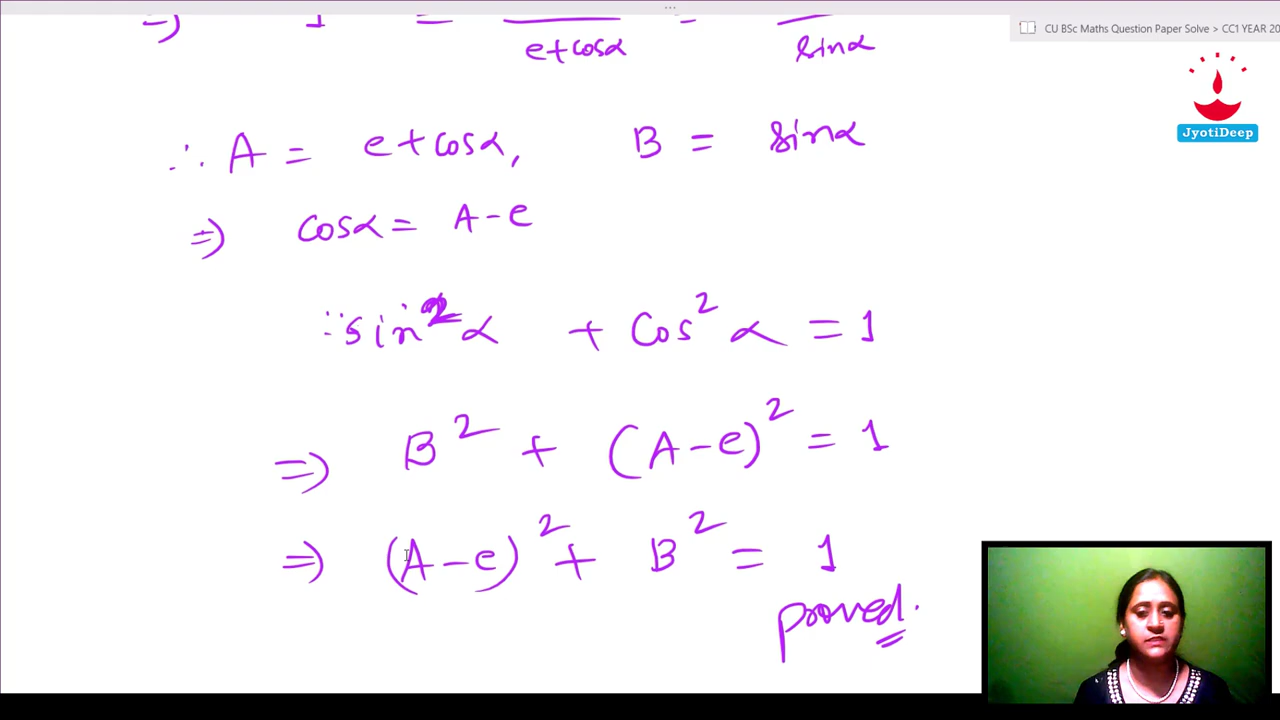 CU BSc Maths Question Paper Solve > CC1 YEAR 20
JyotiDeep
⇒ 1 = ―/(e+cosα) = ―/sinα
∴ A = e+cosα, B = sinα
⇒ cosα = A-e
∵ sin²α + Cos²α = 1
⇒ B² + (A-e)² = 1
⇒ (A-e)² + B² = 1
proved.